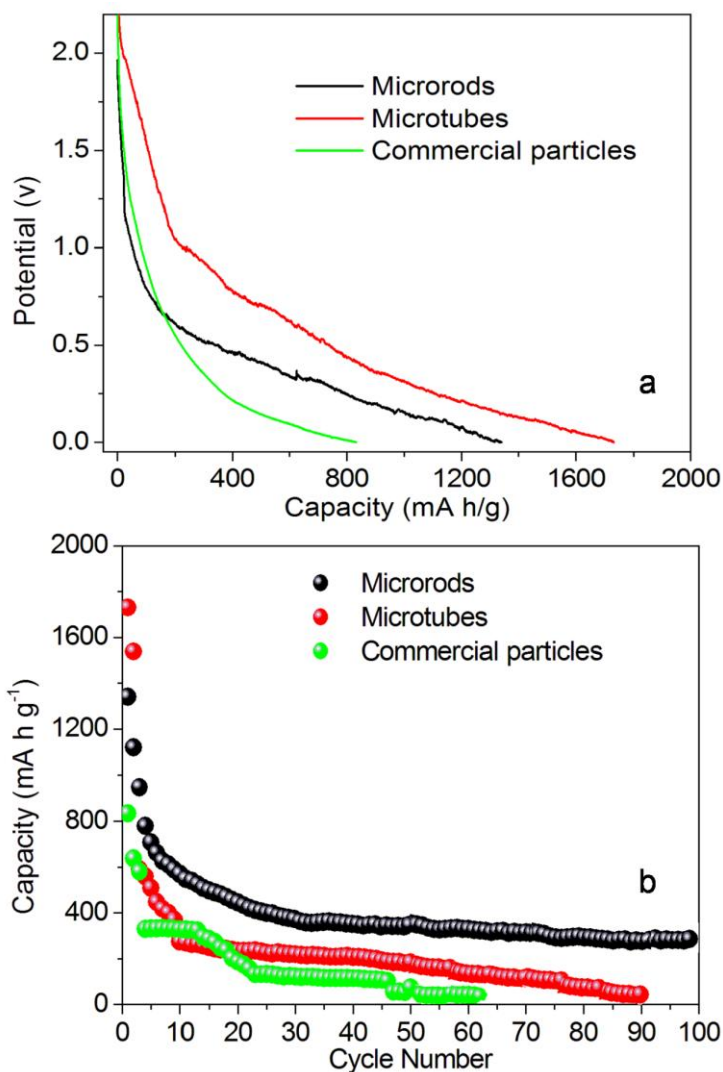 2.0
1.5
1.0
0.5
0.0
Potential (v)
Microrods
Microtubes
Commercial particles
a
0 400 800 1200 1600 2000
Capacity (mA h/g)
2000
1600
1200
800
400
0
Capacity (mA h g⁻¹)
Microrods
Microtubes
Commercial particles
b
0 10 20 30 40 50 60 70 80 90 100
Cycle Number